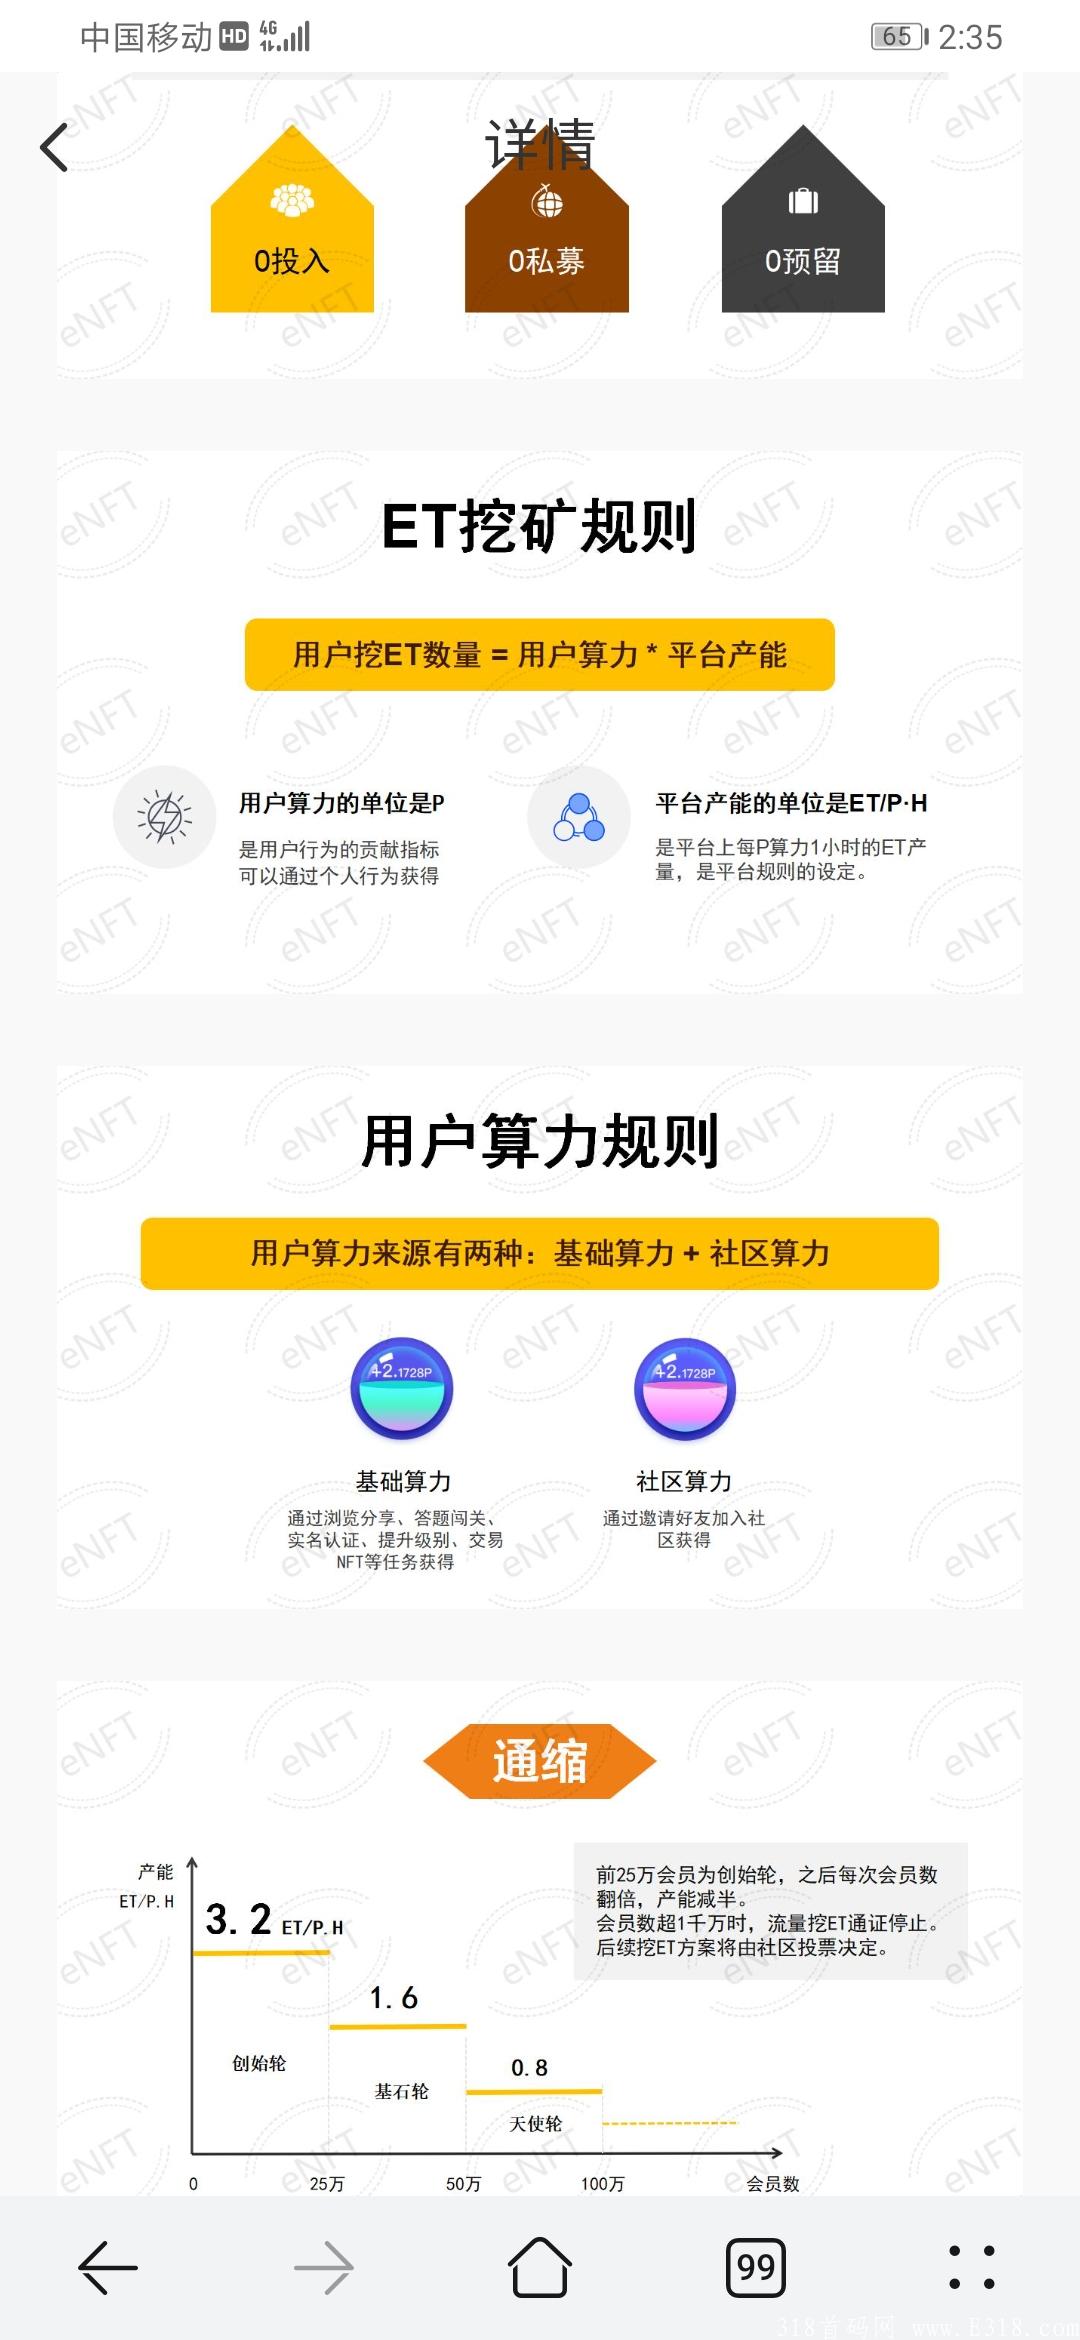 中国移动 HD 4G 65 2:35
详情
0投入 0私募 0预留
ET挖矿规则
用户挖ET数量 = 用户算力 * 平台产能
用户算力的单位是P
是用户行为的贡献指标
可以通过个人行为获得
平台产能的单位是ET/P·H
是平台上每P算力1小时的ET产
量，是平台规则的设定。
用户算力规则
用户算力来源有两种：基础算力 + 社区算力
+2.1728P +2.1728P
基础算力
通过浏览分享、答题闯关、
实名认证、提升级别、交易
NFT等任务获得
社区算力
通过邀请好友加入社
区获得
通缩
前25万会员为创始轮，之后每次会员数
翻倍，产能减半。
会员数超1千万时，流量挖ET通证停止。
后续挖ET方案将由社区投票决定。
产能
ET/P.H
3.2 ET/P.H
1.6
0.8
创始轮
基石轮
天使轮
0 25万 50万 100万 会员数
99
318首码网 www.E318.com
eNFT